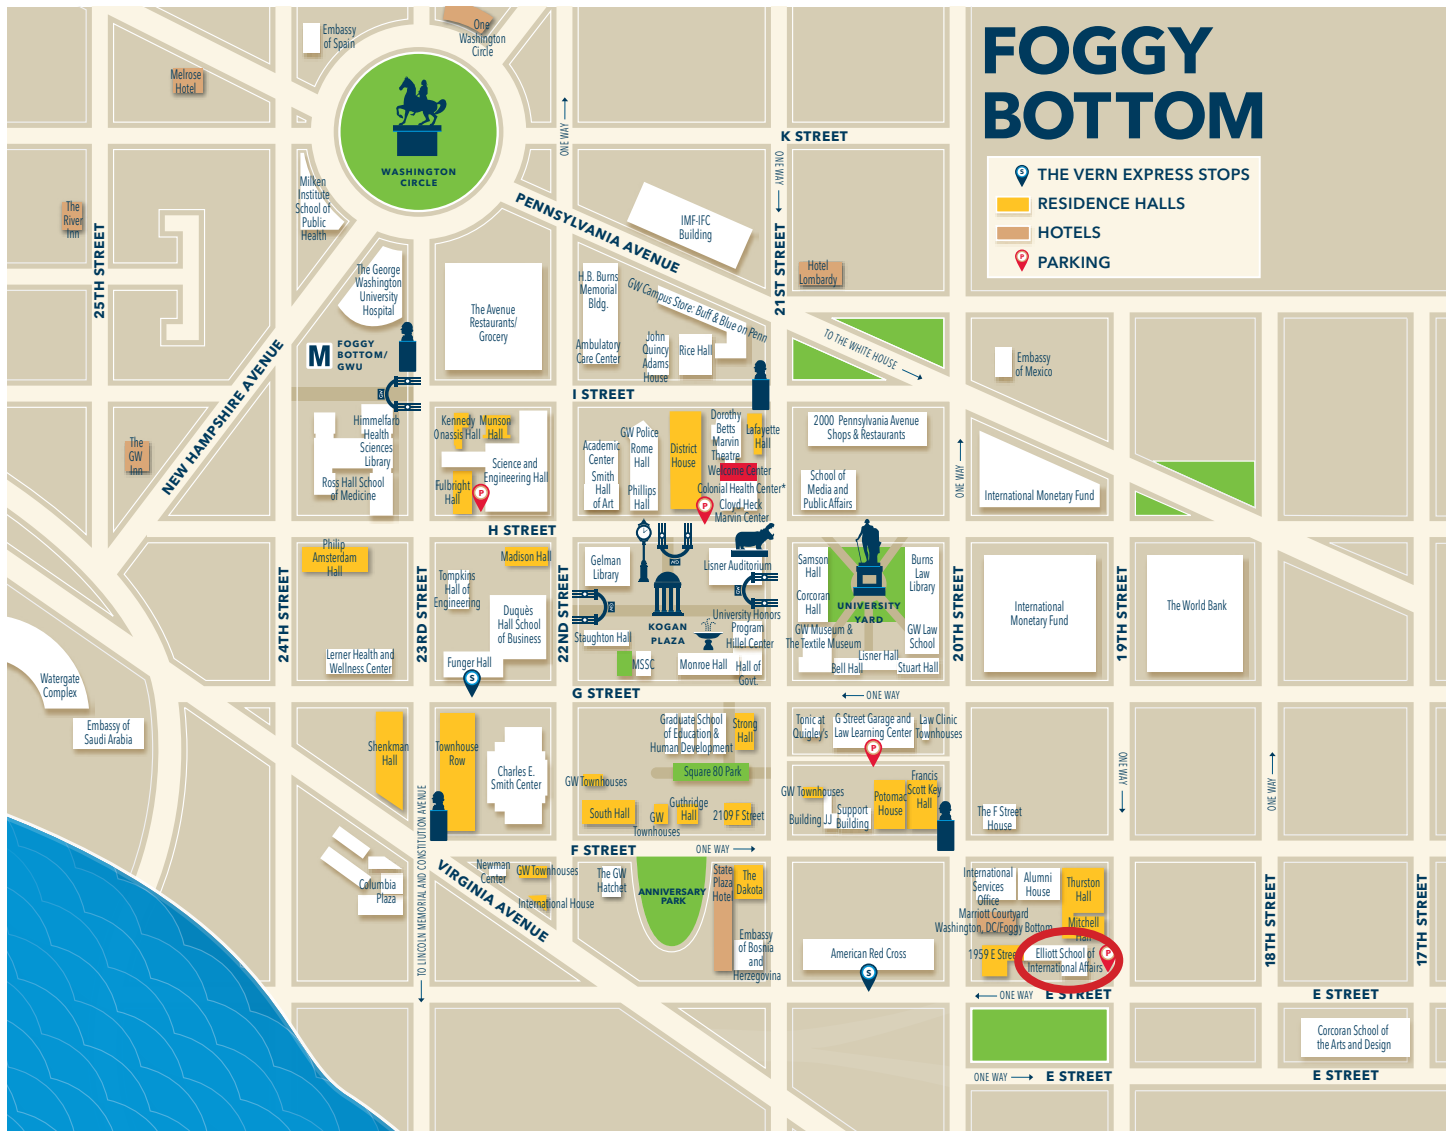 FOGGY
BOTTOM
THE VERN EXPRESS STOPS
RESIDENCE HALLS
HOTELS
PARKING
Embassy
of Spain
One
Washington
Circle
Melrose
Hotel
WASHINGTON
CIRCLE
ONE WAY
K STREET
ONE WAY
Milken
Institute
School of
Public
Health
The
River
Inn
25TH STREET
PENNSYLVANIA AVENUE
IMF-IFC
Building
21ST STREET
Hotel
Lombardy
The George
Washington
University
Hospital
The Avenue
Restaurants/
Grocery
H.B. Burns
Memorial
Bldg.
GW Campus Store: Buff & Blue on Penn
Ambulatory
Care Center
John
Quincy
Adams
House
Rice Hall
TO THE WHITE HOUSE
Embassy
of Mexico
M
FOGGY
BOTTOM/
GWU
NEW HAMPSHIRE AVENUE
I STREET
The
GW
Inn
Himmelfarb
Health
Sciences
Library
Ross Hall School
of Medicine
Kennedy
Onassis Hall
Munson
Hall
Science and
Engineering Hall
Fulbright
Hall
P
Academic
Center
Smith
Hall
of Art
GW Police
Rome
Hall
Phillips
Hall
District
House
Dorothy
Betts
Marvin
Theatre
Lafayette
Hall
Welcome Center
Colonial Health Center*
Cloyd Heck
Marvin Center
P
2000 Pennsylvania Avenue
Shops & Restaurants
School of
Media and
Public Affairs
ONE WAY
International Monetary Fund
H STREET
Philip
Amsterdam
Hall
24TH STREET
23RD STREET
22ND STREET
Madison Hall
Tompkins
Hall of
Engineering
Duquès
Hall School
of Business
Lerner Health and
Wellness Center
Funger Hall
S
Gelman
Library
Lisner Auditorium
KOGAN
PLAZA
University Honors
Program
Hillel Center
Staughton Hall
MSSC
Monroe Hall
Hall of
Govt.
Samson
Hall
Corcoran
Hall
UNIVERSITY
YARD
Burns
Law
Library
GW Museum &
The Textile Museum
GW Law
School
Lisner Hall
Bell Hall
Stuart Hall
20TH STREET
International
Monetary Fund
19TH STREET
The World Bank
Watergate
Complex
Embassy of
Saudi Arabia
G STREET
ONE WAY
Shenkman
Hall
Townhouse
Row
Charles E.
Smith Center
Graduate School
of Education &
Human Development
Strong
Hall
Square 80 Park
GW Townhouses
South Hall
GW
Townhouses
Guthridge
Hall
2109 F Street
Tonic at
Quigley's
G Street Garage and
Law Learning Center
P
Law Clinic
Townhouses
GW Townhouses
Building JJ
Support
Building
Potomac
House
Francis
Scott Key
Hall
The F Street
House
ONE WAY
ONE WAY
F STREET
ONE WAY
TO LINCOLN MEMORIAL AND CONSTITUTION AVENUE
VIRGINIA AVENUE
Columbia
Plaza
Newman
Center
GW Townhouses
International House
The GW
Hatchet
ANNIVERSARY
PARK
State
Plaza
Hotel
The
Dakota
Embassy
of Bosnia
and
Herzegovina
American Red Cross
S
International
Services
Office
Alumni
House
Thurston
Hall
Marriott Courtyard
Washington, DC/Foggy Bottom
Mitchell
Hall
1959 E Street
Elliott School of
International Affairs
P
18TH STREET
17TH STREET
ONE WAY
E STREET
E STREET
Corcoran School of
the Arts and Design
ONE WAY
E STREET
E STREET